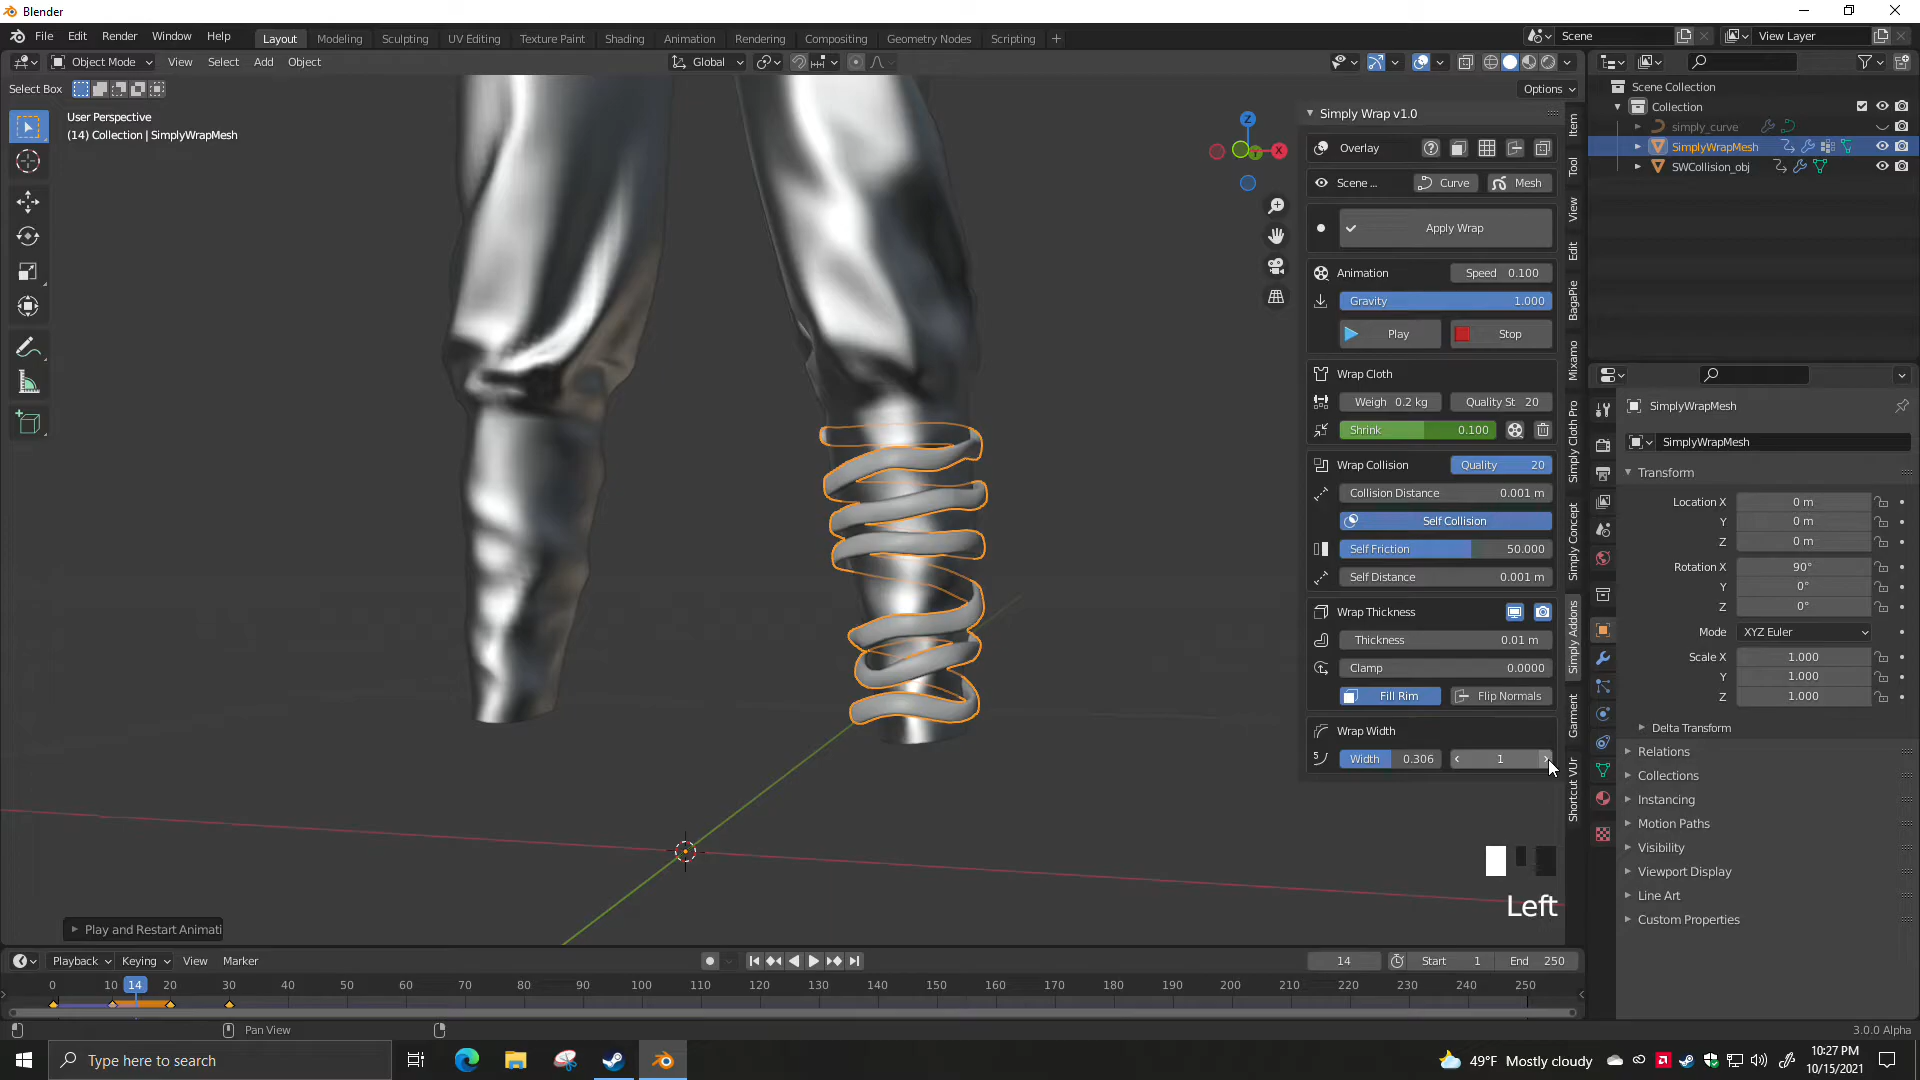 Blender
File Edit Render Window Help Layout Modeling Sculpting UV Editing Texture Paint Shading Animation Rendering Compositing Geometry Nodes Scripting + Scene View Layer
Object Mode View Select Add Object Global
Select Box Options
User Perspective
(14) Collection | SimplyWrapMesh
Z
X
Simply Wrap v1.0
Overlay
Scene ... Curve Mesh
Apply Wrap
Animation Speed 0.100
Gravity 1.000
Play Stop
Wrap Cloth
Weigh 0.2 kg Quality St 20
Shrink 0.100
Wrap Collision Quality 20
Collision Distance 0.001 m
Self Collision
Self Friction 50.000
Self Distance 0.001 m
Wrap Thickness
Thickness 0.01 m
Clamp 0.0000
Fill Rim Flip Normals
Wrap Width
Width 0.306 1
Item
Tool
View
Edit
BagaPie
Mixamo
Simply Cloth Pro
Simply Concept
Simply Addons
Garment
Shortcut VUr
Left
Scene Collection
Collection
simply_curve
SimplyWrapMesh
SWCollision_obj
SimplyWrapMesh
SimplyWrapMesh
Transform
Location X 0 m
Y 0 m
Z 0 m
Rotation X 90°
Y 0°
Z 0°
Mode XYZ Euler
Scale X 1.000
Y 1.000
Z 1.000
Delta Transform
Relations
Collections
Instancing
Motion Paths
Visibility
Viewport Display
Line Art
Custom Properties
Play and Restart Animati
Playback Keying View Marker 14 Start 1 End 250
0 10 14 20 30 40 50 60 70 80 90 100 110 120 130 140 150 160 170 180 190 200 210 220 230 240 250
Pan View 3.0.0 Alpha
Type here to search 49°F Mostly cloudy 10:27 PM
10/15/2021